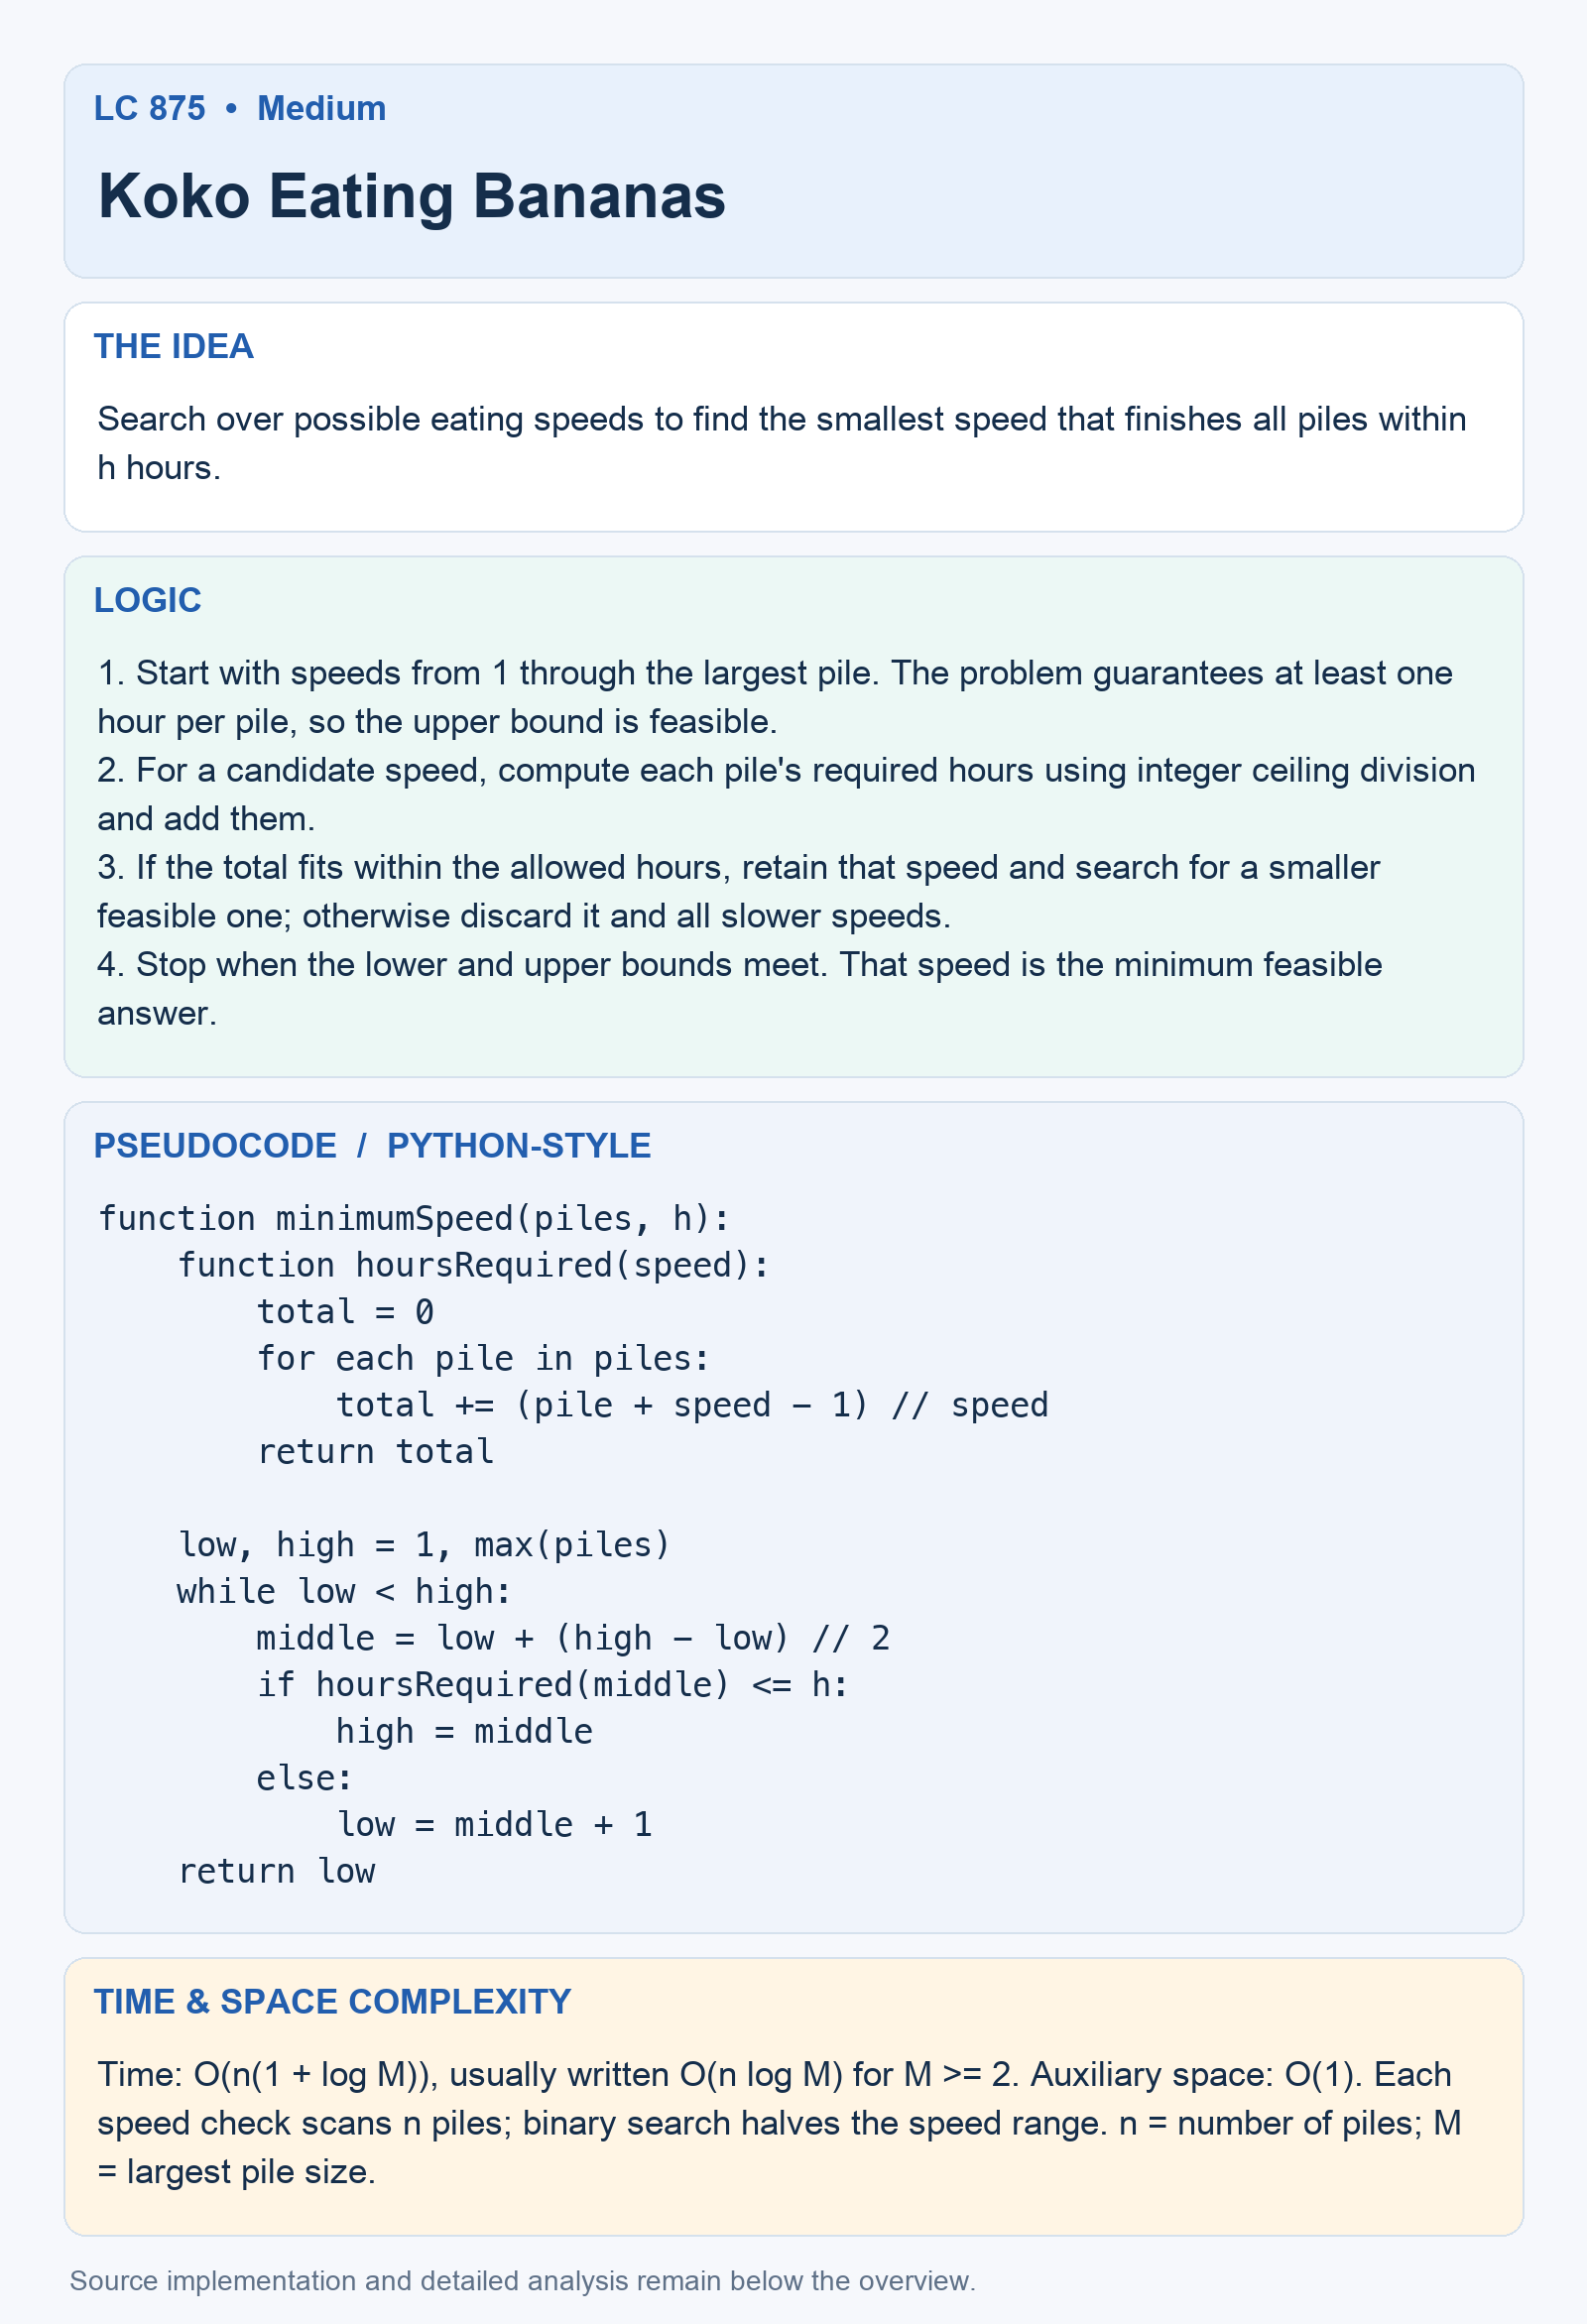 LC 875 • Medium
Koko Eating Bananas
THE IDEA
Search over possible eating speeds to find the smallest speed that finishes all piles within
h hours.
LOGIC
1. Start with speeds from 1 through the largest pile. The problem guarantees at least one
hour per pile, so the upper bound is feasible.
2. For a candidate speed, compute each pile's required hours using integer ceiling division
and add them.
3. If the total fits within the allowed hours, retain that speed and search for a smaller
feasible one; otherwise discard it and all slower speeds.
4. Stop when the lower and upper bounds meet. That speed is the minimum feasible
answer.
PSEUDOCODE / PYTHON-STYLE
function minimumSpeed(piles, h):
    function hoursRequired(speed):
        total = 0
        for each pile in piles:
            total += (pile + speed − 1) // speed
        return total
    low, high = 1, max(piles)
    while low < high:
        middle = low + (high − low) // 2
        if hoursRequired(middle) <= h:
            high = middle
        else:
            low = middle + 1
    return low
TIME & SPACE COMPLEXITY
Time: O(n(1 + log M)), usually written O(n log M) for M >= 2. Auxiliary space: O(1). Each
speed check scans n piles; binary search halves the speed range. n = number of piles; M
= largest pile size.
Source implementation and detailed analysis remain below the overview.